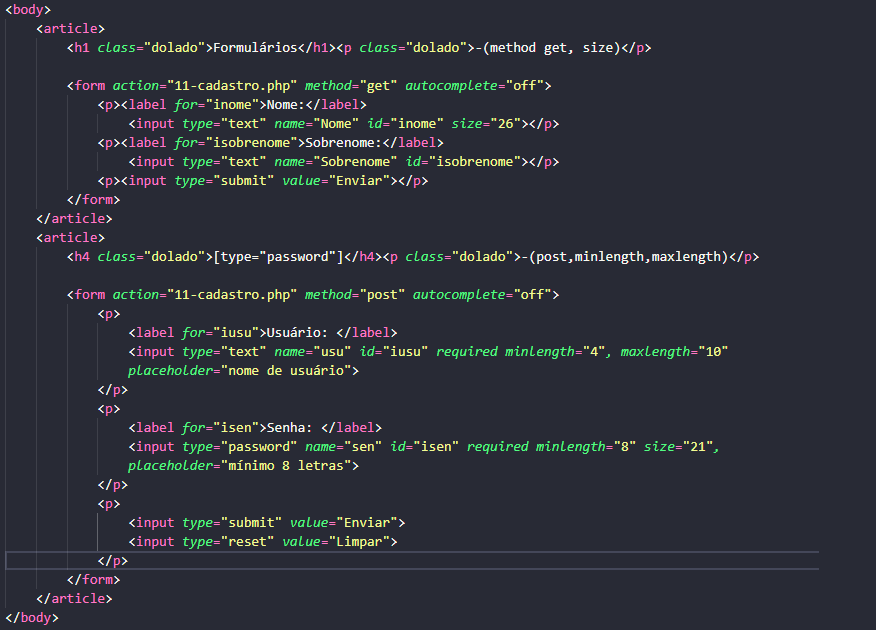 <body>
<article>
<h1 class="dolado">Formulários</h1><p class="dolado">-(method get, size)</p>
<form action="11-cadastro.php" method="get" autocomplete="off">
<p><label for="inome">Nome:</label>
<input type="text" name="Nome" id="inome" size="26"></p>
<p><label for="isobrenome">Sobrenome:</label>
<input type="text" name="Sobrenome" id="isobrenome"></p>
<p><input type="submit" value="Enviar"></p>
</form>
</article>
<article>
<h4 class="dolado">[type="password"]</h4><p class="dolado">-(post,minlength,maxlength)</p>
<form action="11-cadastro.php" method="post" autocomplete="off">
<p>
<label for="iusu">Usuário: </label>
<input type="text" name="usu" id="iusu" required minlength="4", maxlength="10"
placeholder="nome de usuário">
</p>
<p>
<label for="isen">Senha: </label>
<input type="password" name="sen" id="isen" required minlength="8" size="21",
placeholder="mínimo 8 letras">
</p>
<p>
<input type="submit" value="Enviar">
<input type="reset" value="Limpar">
</p>
</form>
</article>
</body>